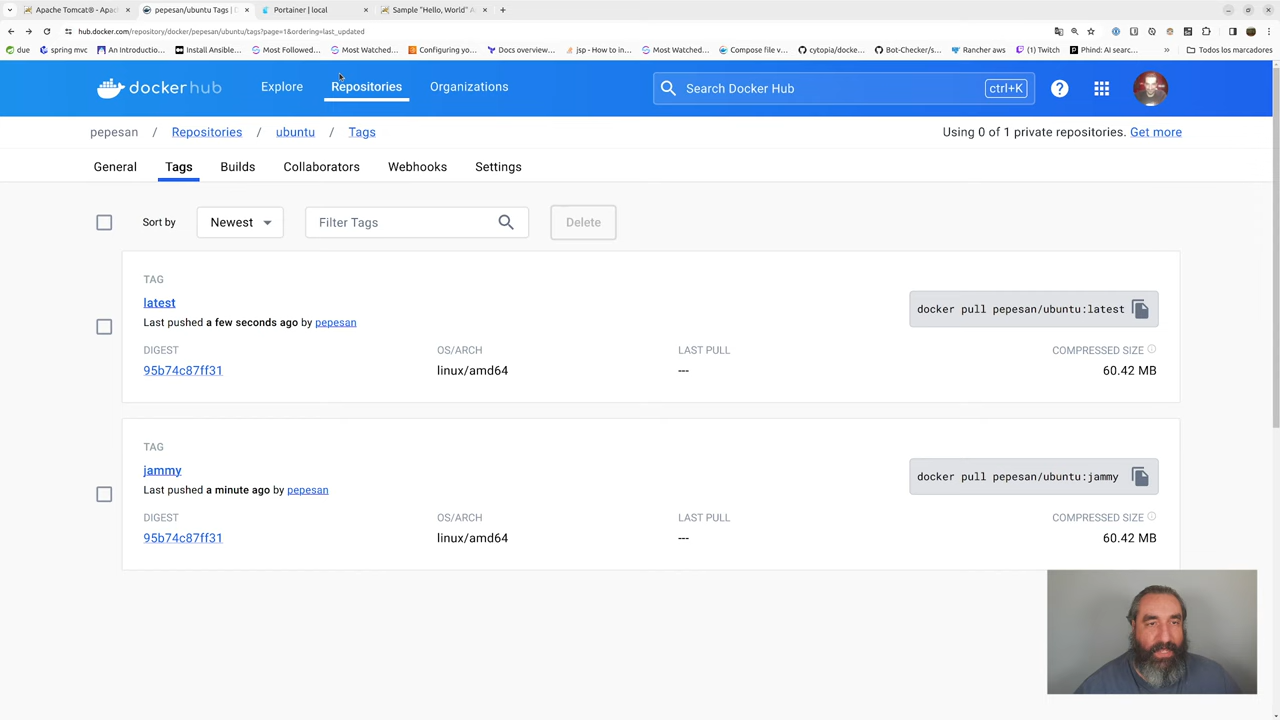 Apache Tomcat® - Apac
pepesan/ubuntu Tags | D
Portainer | local
Sample "Hello, World" A
hub.docker.com/repository/docker/pepesan/ubuntu/tags?page=1&ordering=last_updated
due
spring mvc
An Introductio...
Install Ansible...
Most Followed...
Most Watched...
Configuring yo...
Docs overview...
jsp - How to in...
Most Watched...
Compose file v...
cytopia/docke...
Bot-Checker/s...
Rancher aws
(1) Twitch
Phind: AI searc...
»
Todos los marcadores
dockerhub
Explore
Repositories
Organizations
Search Docker Hub
ctrl+K
pepesan / Repositories / ubuntu / Tags
Using 0 of 1 private repositories. Get more
General
Tags
Builds
Collaborators
Webhooks
Settings
Sort by
Newest
Filter Tags
Delete
TAG
latest
docker pull pepesan/ubuntu:latest
Last pushed a few seconds ago by pepesan
DIGEST
OS/ARCH
LAST PULL
COMPRESSED SIZE
95b74c87ff31
linux/amd64
---
60.42 MB
TAG
jammy
docker pull pepesan/ubuntu:jammy
Last pushed a minute ago by pepesan
DIGEST
OS/ARCH
LAST PULL
COMPRESSED SIZE
95b74c87ff31
linux/amd64
---
60.42 MB